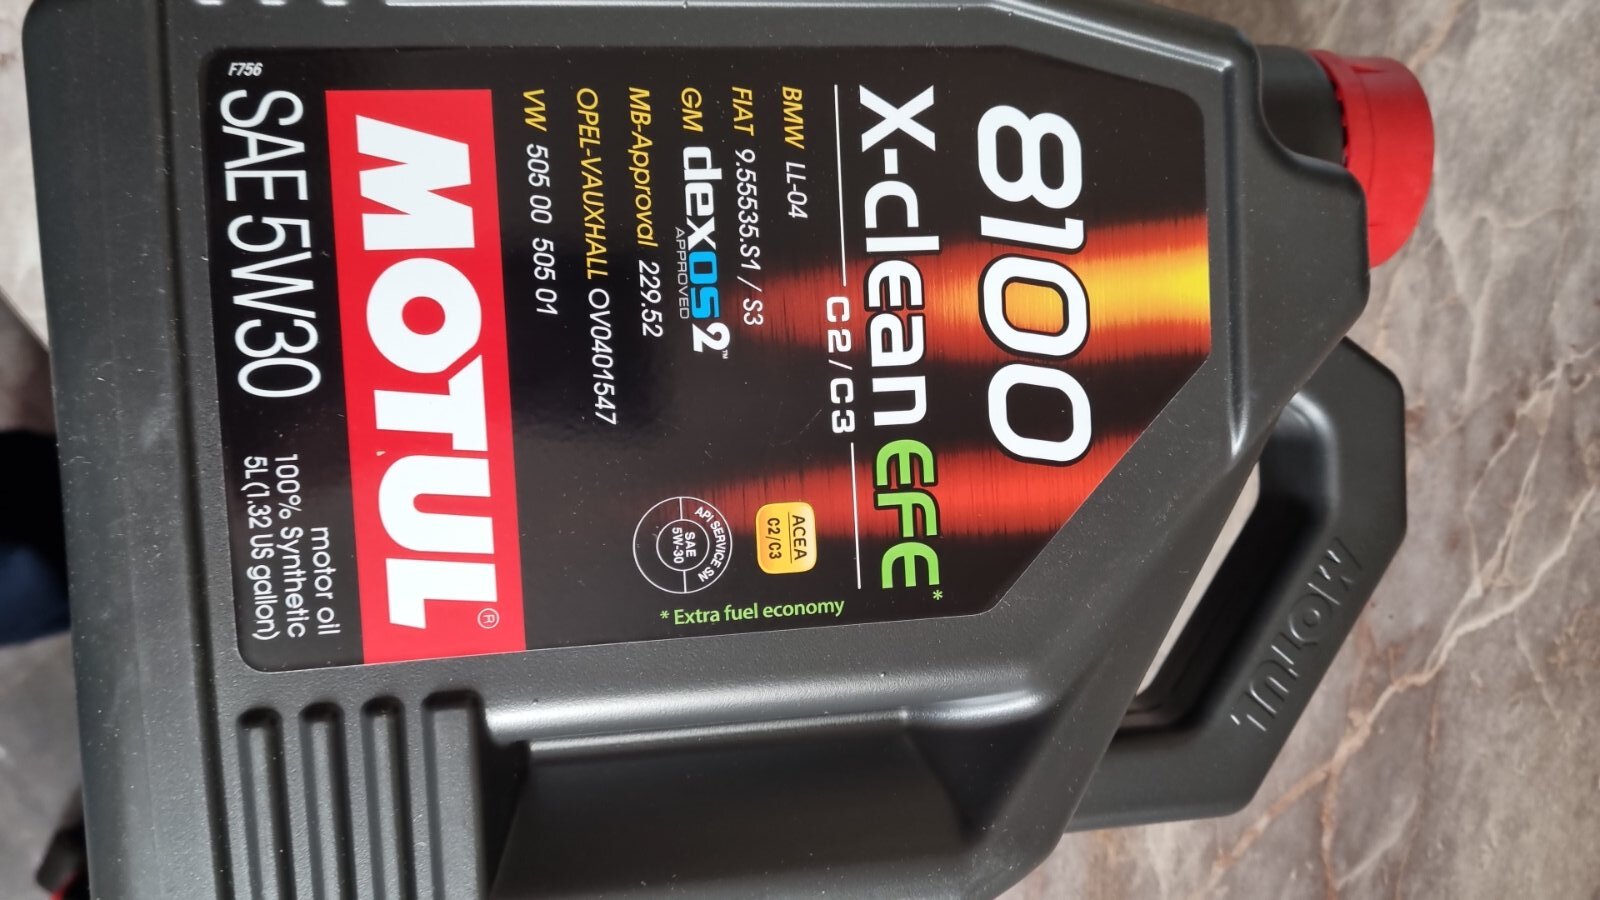 8100
X-clean EFE*
C2/C3
BMW LL-04
FIAT 9.55535.S1 / S3
GM dexos2™
APPROVED
MB-Approval 229.52
OPEL-VAUXHALL OV0401547
VW 505 00 505 01
ACEA
C2/C3
API SERVICE SN
SAE
5W-30
* Extra fuel economy
MOTUL®
F756
SAE 5W30
motor oil
100% Synthetic
5L (1.32 US gallon)
MOTUL